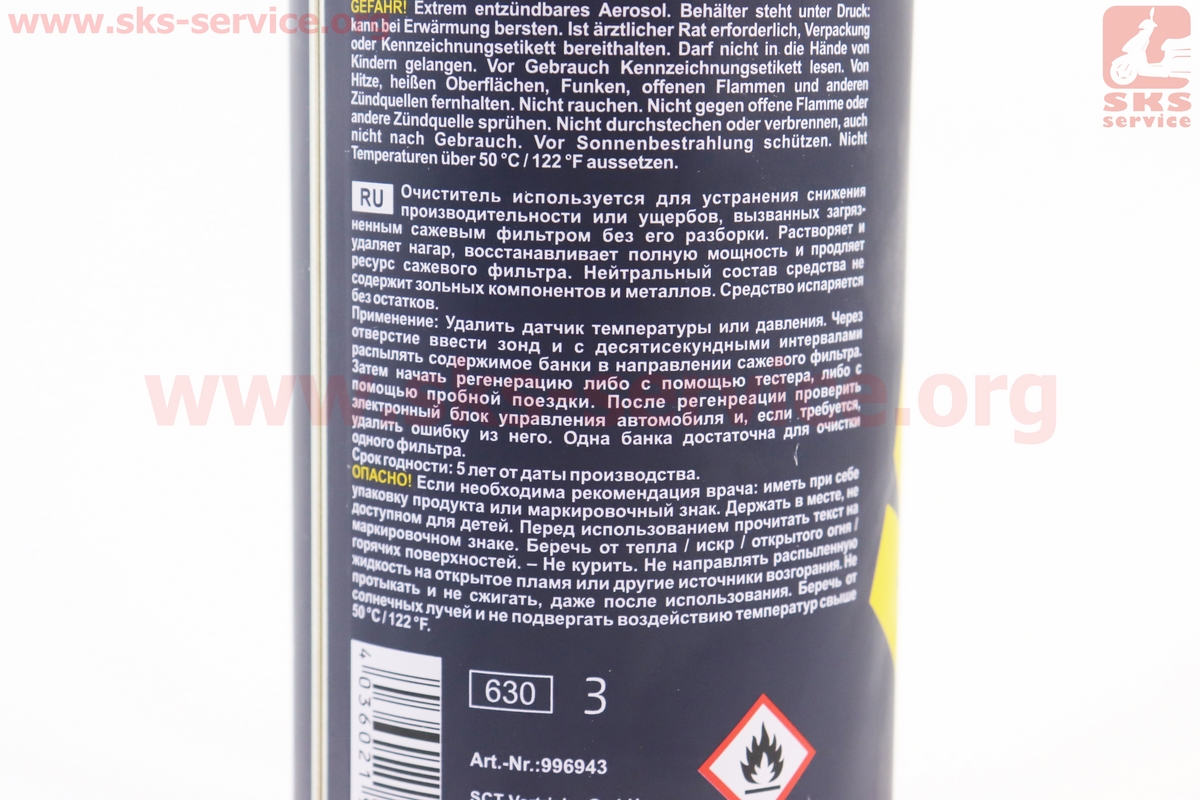 www.sks-service.org
SKS
service
GEFAHR! Extrem entzündbares Aerosol. Behälter steht unter Druck:
kann bei Erwärmung bersten. Ist ärztlicher Rat erforderlich, Verpackung
oder Kennzeichnungsetikett bereithalten. Darf nicht in die Hände von
Kindern gelangen. Vor Gebrauch Kennzeichnungsetikett lesen. Von
Hitze, heißen Oberflächen, Funken, offenen Flammen und anderen
Zündquellen fernhalten. Nicht rauchen. Nicht gegen offene Flamme oder
andere Zündquelle sprühen. Nicht durchstechen oder verbrennen, auch
nicht nach Gebrauch. Vor Sonnenbestrahlung schützen. Nicht
Temperaturen über 50 °C / 122 °F aussetzen.
RU Очиститель используется для устранения снижения
производительности или ущербов, вызванных загряз-
ненным сажевым фильтром без его разборки. Растворяет и
удаляет нагар, восстанавливает полную мощность и продляет
ресурс сажевого фильтра. Нейтральный состав средства не
содержит зольных компонентов и металлов. Средство испаряется
без остатков.
Применение: Удалить датчик температуры или давления. Через
отверстие ввести зонд и с десятисекундными интервалами
распылять содержимое банки в направлении сажевого фильтра.
Затем начать регенерацию либо с помощью тестера, либо с
помощью пробной поездки. После регенреации проверить
электронный блок управления автомобиля и, если требуется,
удалить ошибку из него. Одна банка достаточна для очистки
одного фильтра.
Срок годности: 5 лет от даты производства.
ОПАСНО! Если необходима рекомендация врача: иметь при себе
упаковку продукта или маркировочный знак. Держать в месте, не
доступном для детей. Перед использованием прочитать текст на
маркировочном знаке. Беречь от тепла / искр / открытого огня /
горячих поверхностей. – Не курить. Не направлять распыленную
жидкость на открытое пламя или другие источники возгорания. Не
протыкать и не сжигать, даже после использования. Беречь от
солнечных лучей и не подвергать воздействию температур свыше
50 °C / 122 °F.
www.sks-service.org
4 036021
630 3
Art.-Nr.:996943